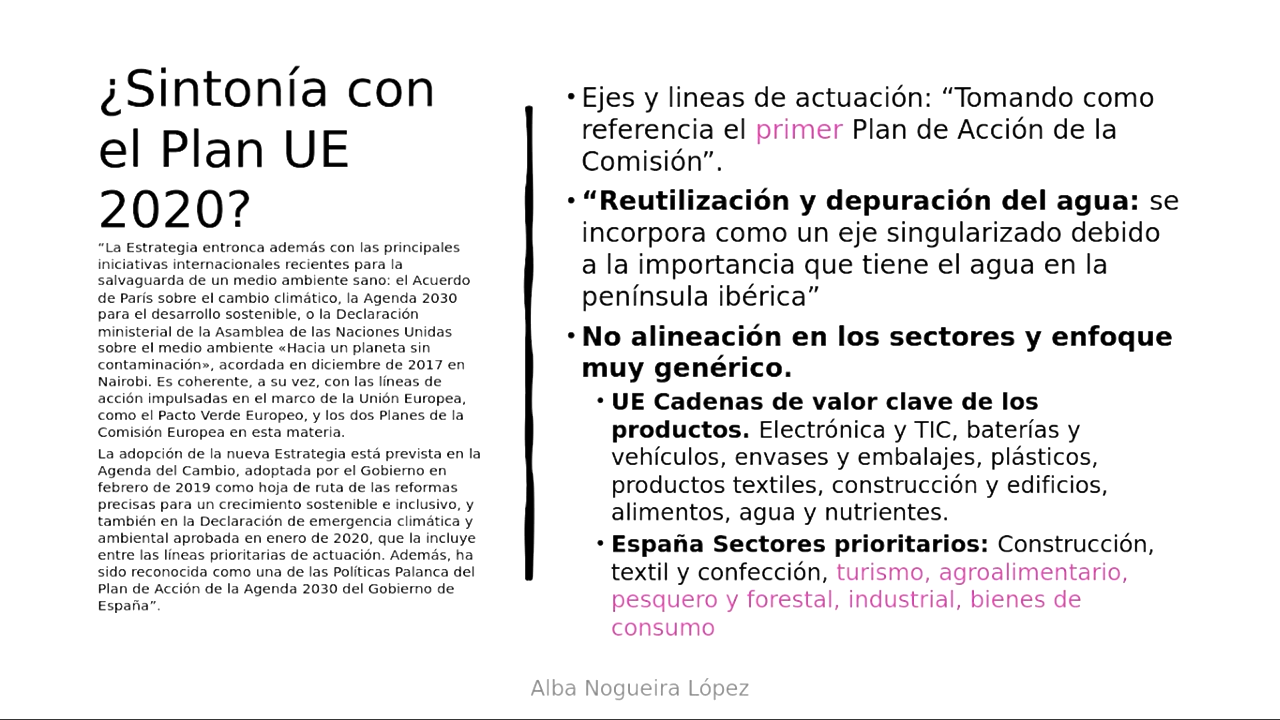 ¿Sintonía con
el Plan UE
2020?
“La Estrategia entronca además con las principales
iniciativas internacionales recientes para la
salvaguarda de un medio ambiente sano: el Acuerdo
de París sobre el cambio climático, la Agenda 2030
para el desarrollo sostenible, o la Declaración
ministerial de la Asamblea de las Naciones Unidas
sobre el medio ambiente «Hacia un planeta sin
contaminación», acordada en diciembre de 2017 en
Nairobi. Es coherente, a su vez, con las líneas de
acción impulsadas en el marco de la Unión Europea,
como el Pacto Verde Europeo, y los dos Planes de la
Comisión Europea en esta materia.
La adopción de la nueva Estrategia está prevista en la
Agenda del Cambio, adoptada por el Gobierno en
febrero de 2019 como hoja de ruta de las reformas
precisas para un crecimiento sostenible e inclusivo, y
también en la Declaración de emergencia climática y
ambiental aprobada en enero de 2020, que la incluye
entre las líneas prioritarias de actuación. Además, ha
sido reconocida como una de las Políticas Palanca del
Plan de Acción de la Agenda 2030 del Gobierno de
España”.
• Ejes y lineas de actuación: “Tomando como
referencia el primer Plan de Acción de la
Comisión”.
• “Reutilización y depuración del agua: se
incorpora como un eje singularizado debido
a la importancia que tiene el agua en la
península ibérica”
• No alineación en los sectores y enfoque
muy genérico.
• UE Cadenas de valor clave de los
productos. Electrónica y TIC, baterías y
vehículos, envases y embalajes, plásticos,
productos textiles, construcción y edificios,
alimentos, agua y nutrientes.
• España Sectores prioritarios: Construcción,
textil y confección, turismo, agroalimentario,
pesquero y forestal, industrial, bienes de
consumo
Alba Nogueira López